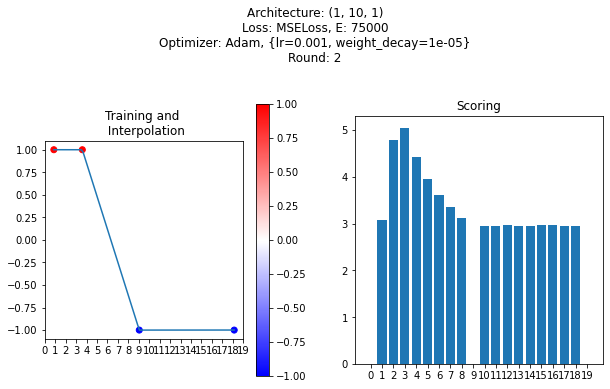 Architecture: (1, 10, 1)
Loss: MSELoss, E: 75000
Optimizer: Adam, {lr=0.001, weight_decay=1e-05}
Round: 2
Training and
Interpolation
1.00
0.75
0.50
0.25
0.00
−0.25
−0.50
−0.75
−1.00
0 1 2 3 4 5 6 7 8 9 10 11 12 13 14 15 16 17 18 19
1.00
0.75
0.50
0.25
0.00
−0.25
−0.50
−0.75
−1.00
Scoring
5
4
3
2
1
0
0 1 2 3 4 5 6 7 8 9 10 11 12 13 14 15 16 17 18 19